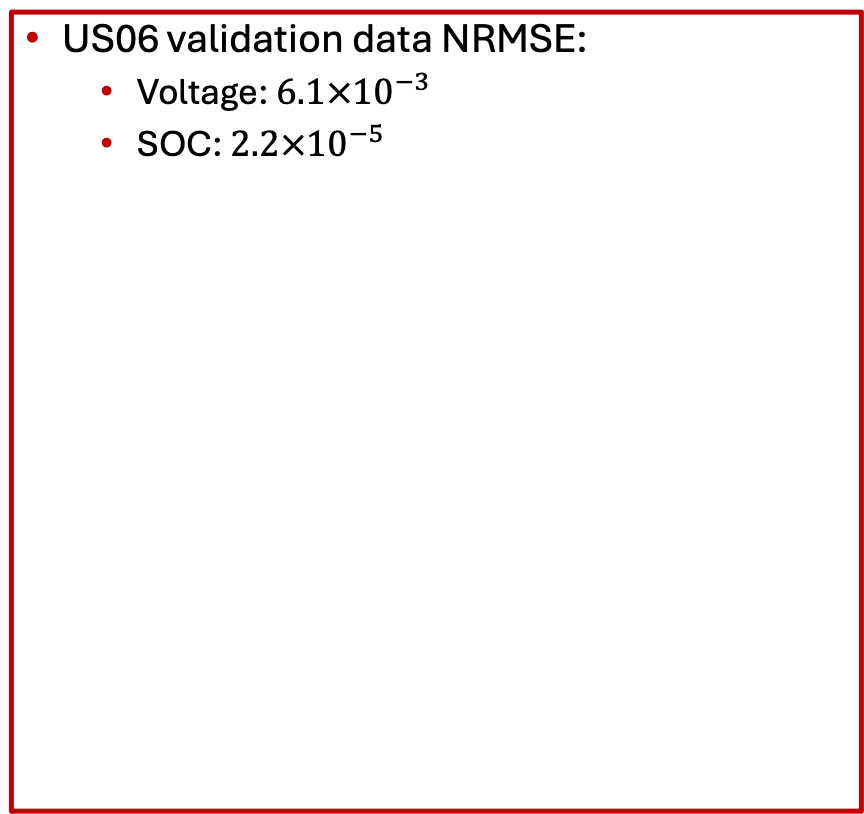 • US06 validation data NRMSE:
• Voltage: 6.1×10⁻³
• SOC: 2.2×10⁻⁵